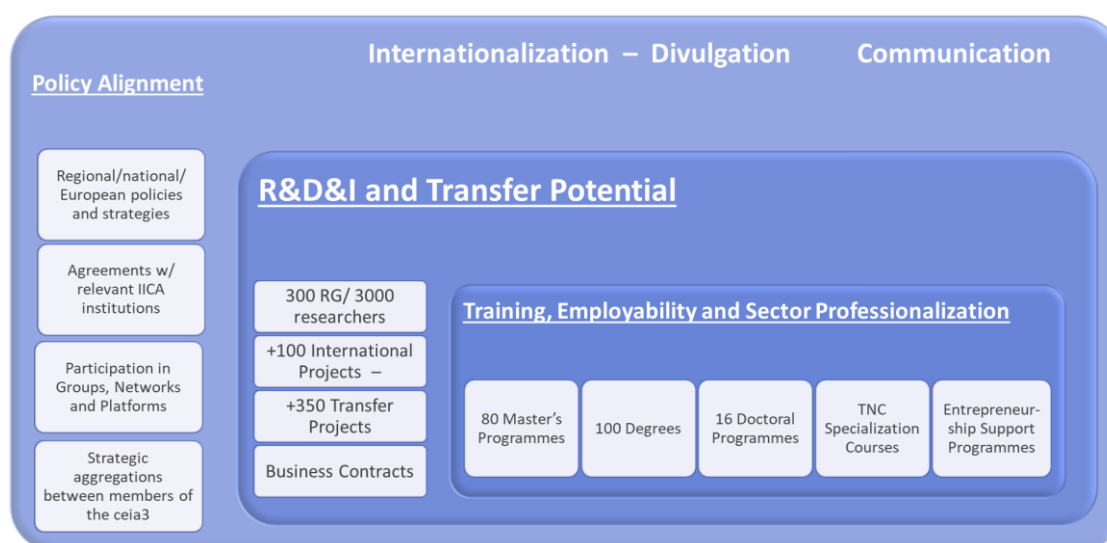 Internationalization – Divulgation Communication
Policy Alignment
Regional/national/
European policies
and strategies
Agreements w/
relevant IICA
institutions
Participation in
Groups, Networks
and Platforms
Strategic
aggregations
between members of
the ceia3
R&D&I and Transfer Potential
300 RG/ 3000
researchers
+100 International
Projects –
+350 Transfer
Projects
Business Contracts
Training, Employability and Sector Professionalization
80 Master’s
Programmes
100 Degrees
16 Doctoral
Programmes
TNC
Specialization
Courses
Entrepreneur-
ship Support
Programmes